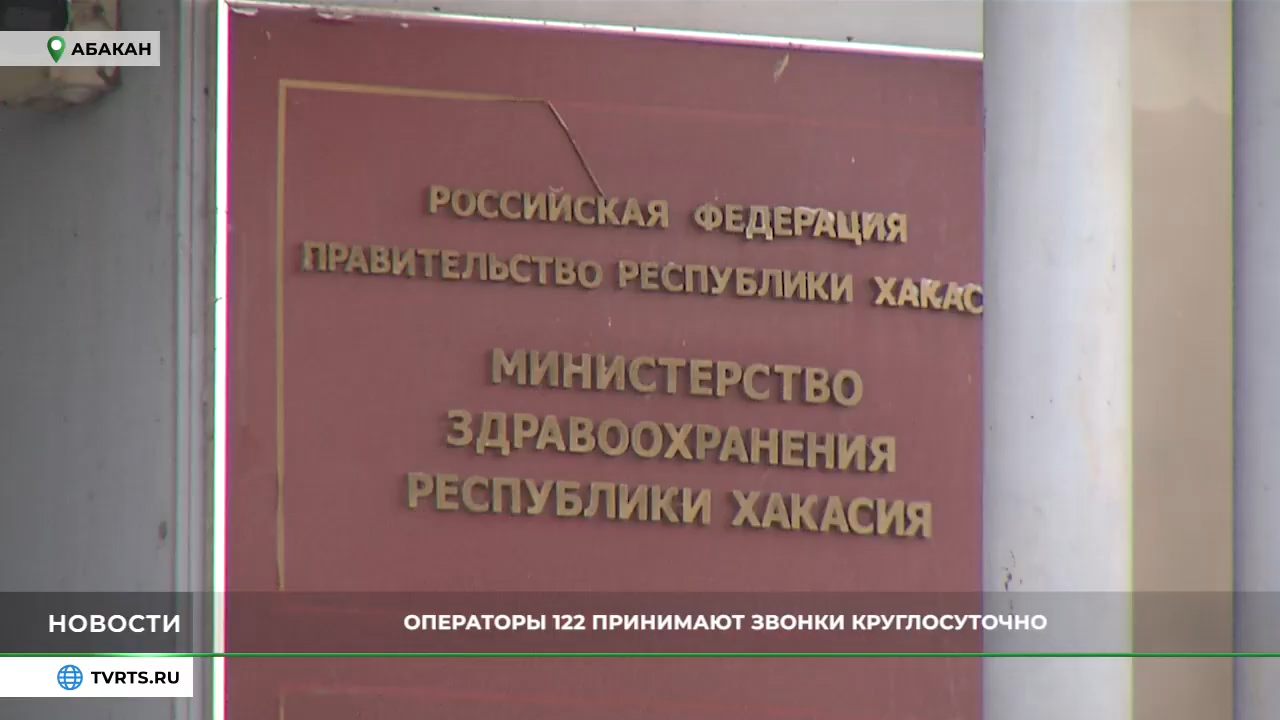 АБАКАН
РОССИЙСКАЯ ФЕДЕРАЦИЯ
ПРАВИТЕЛЬСТВО РЕСПУБЛИКИ ХАКАС
МИНИСТЕРСТВО
ЗДРАВООХРАНЕНИЯ
РЕСПУБЛИКИ ХАКАСИЯ
НОВОСТИ
ОПЕРАТОРЫ 122 ПРИНИМАЮТ ЗВОНКИ КРУГЛОСУТОЧНО
TVRTS.RU